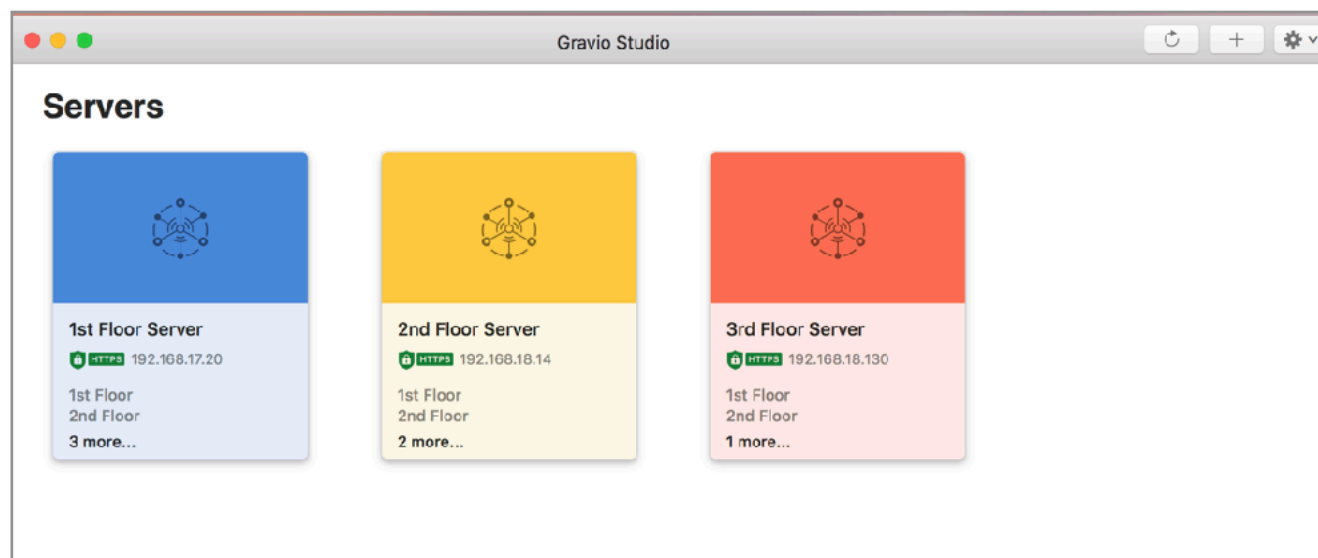 Gravio Studio
Servers
1st Floor Server
HTTPS 192.168.17.20
1st Floor
2nd Floor
3 more...
2nd Floor Server
HTTPS 192.168.18.14
1st Floor
2nd Floor
2 more...
3rd Floor Server
HTTPS 192.168.18.130
1st Floor
2nd Floor
1 more...